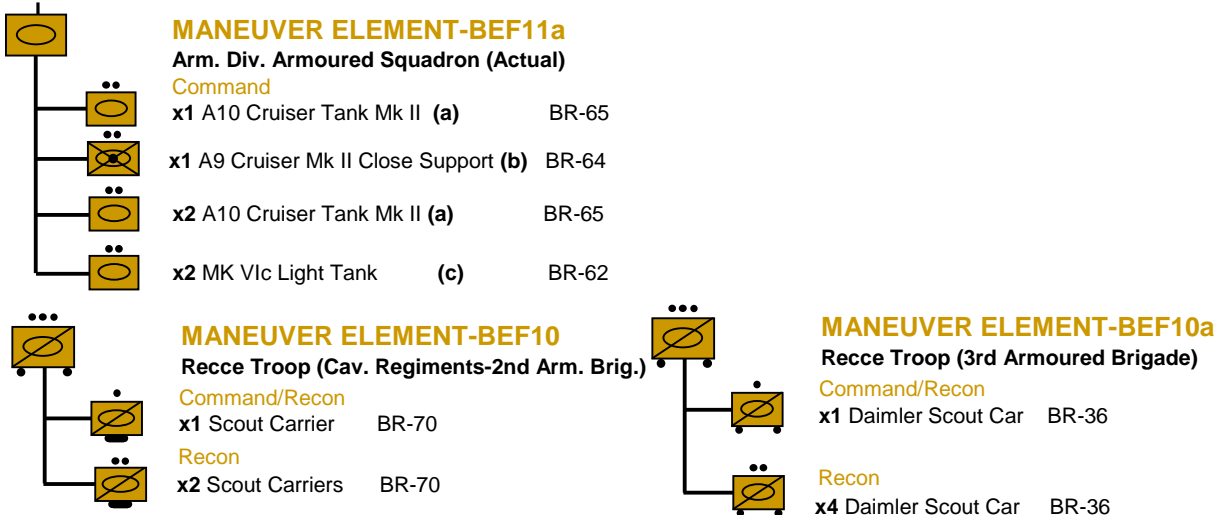 MANEUVER ELEMENT-BEF11a
Arm. Div. Armoured Squadron (Actual)
Command
x1 A10 Cruiser Tank Mk II (a) BR-65
x1 A9 Cruiser Mk II Close Support (b) BR-64
x2 A10 Cruiser Tank Mk II (a) BR-65
x2 MK VIc Light Tank (c) BR-62
MANEUVER ELEMENT-BEF10
Recce Troop (Cav. Regiments-2nd Arm. Brig.)
Command/Recon
x1 Scout Carrier BR-70
Recon
x2 Scout Carriers BR-70
MANEUVER ELEMENT-BEF10a
Recce Troop (3rd Armoured Brigade)
Command/Recon
x1 Daimler Scout Car BR-36
Recon
x4 Daimler Scout Car BR-36